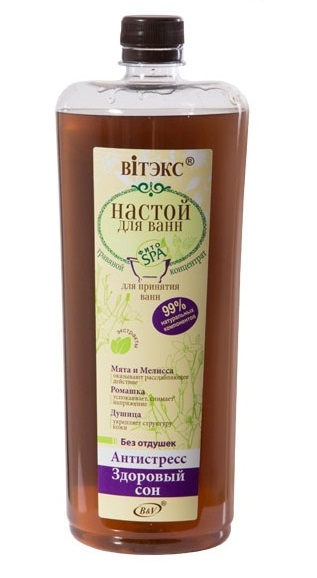 ВІТЭКС®
НАСТОЙ
для ванн
травяной концентрат
ФИТО
SPA
для принятия
ванн
99%
натуральных
компонентов
экстракты
Мята и Мелисса
оказывают расслабляющее
действие
Ромашка
успокаивает, снимает
напряжение
Душица
укрепляет структуру
кожи
Без отдушек
Антистресс
Здоровый
сон
B&V